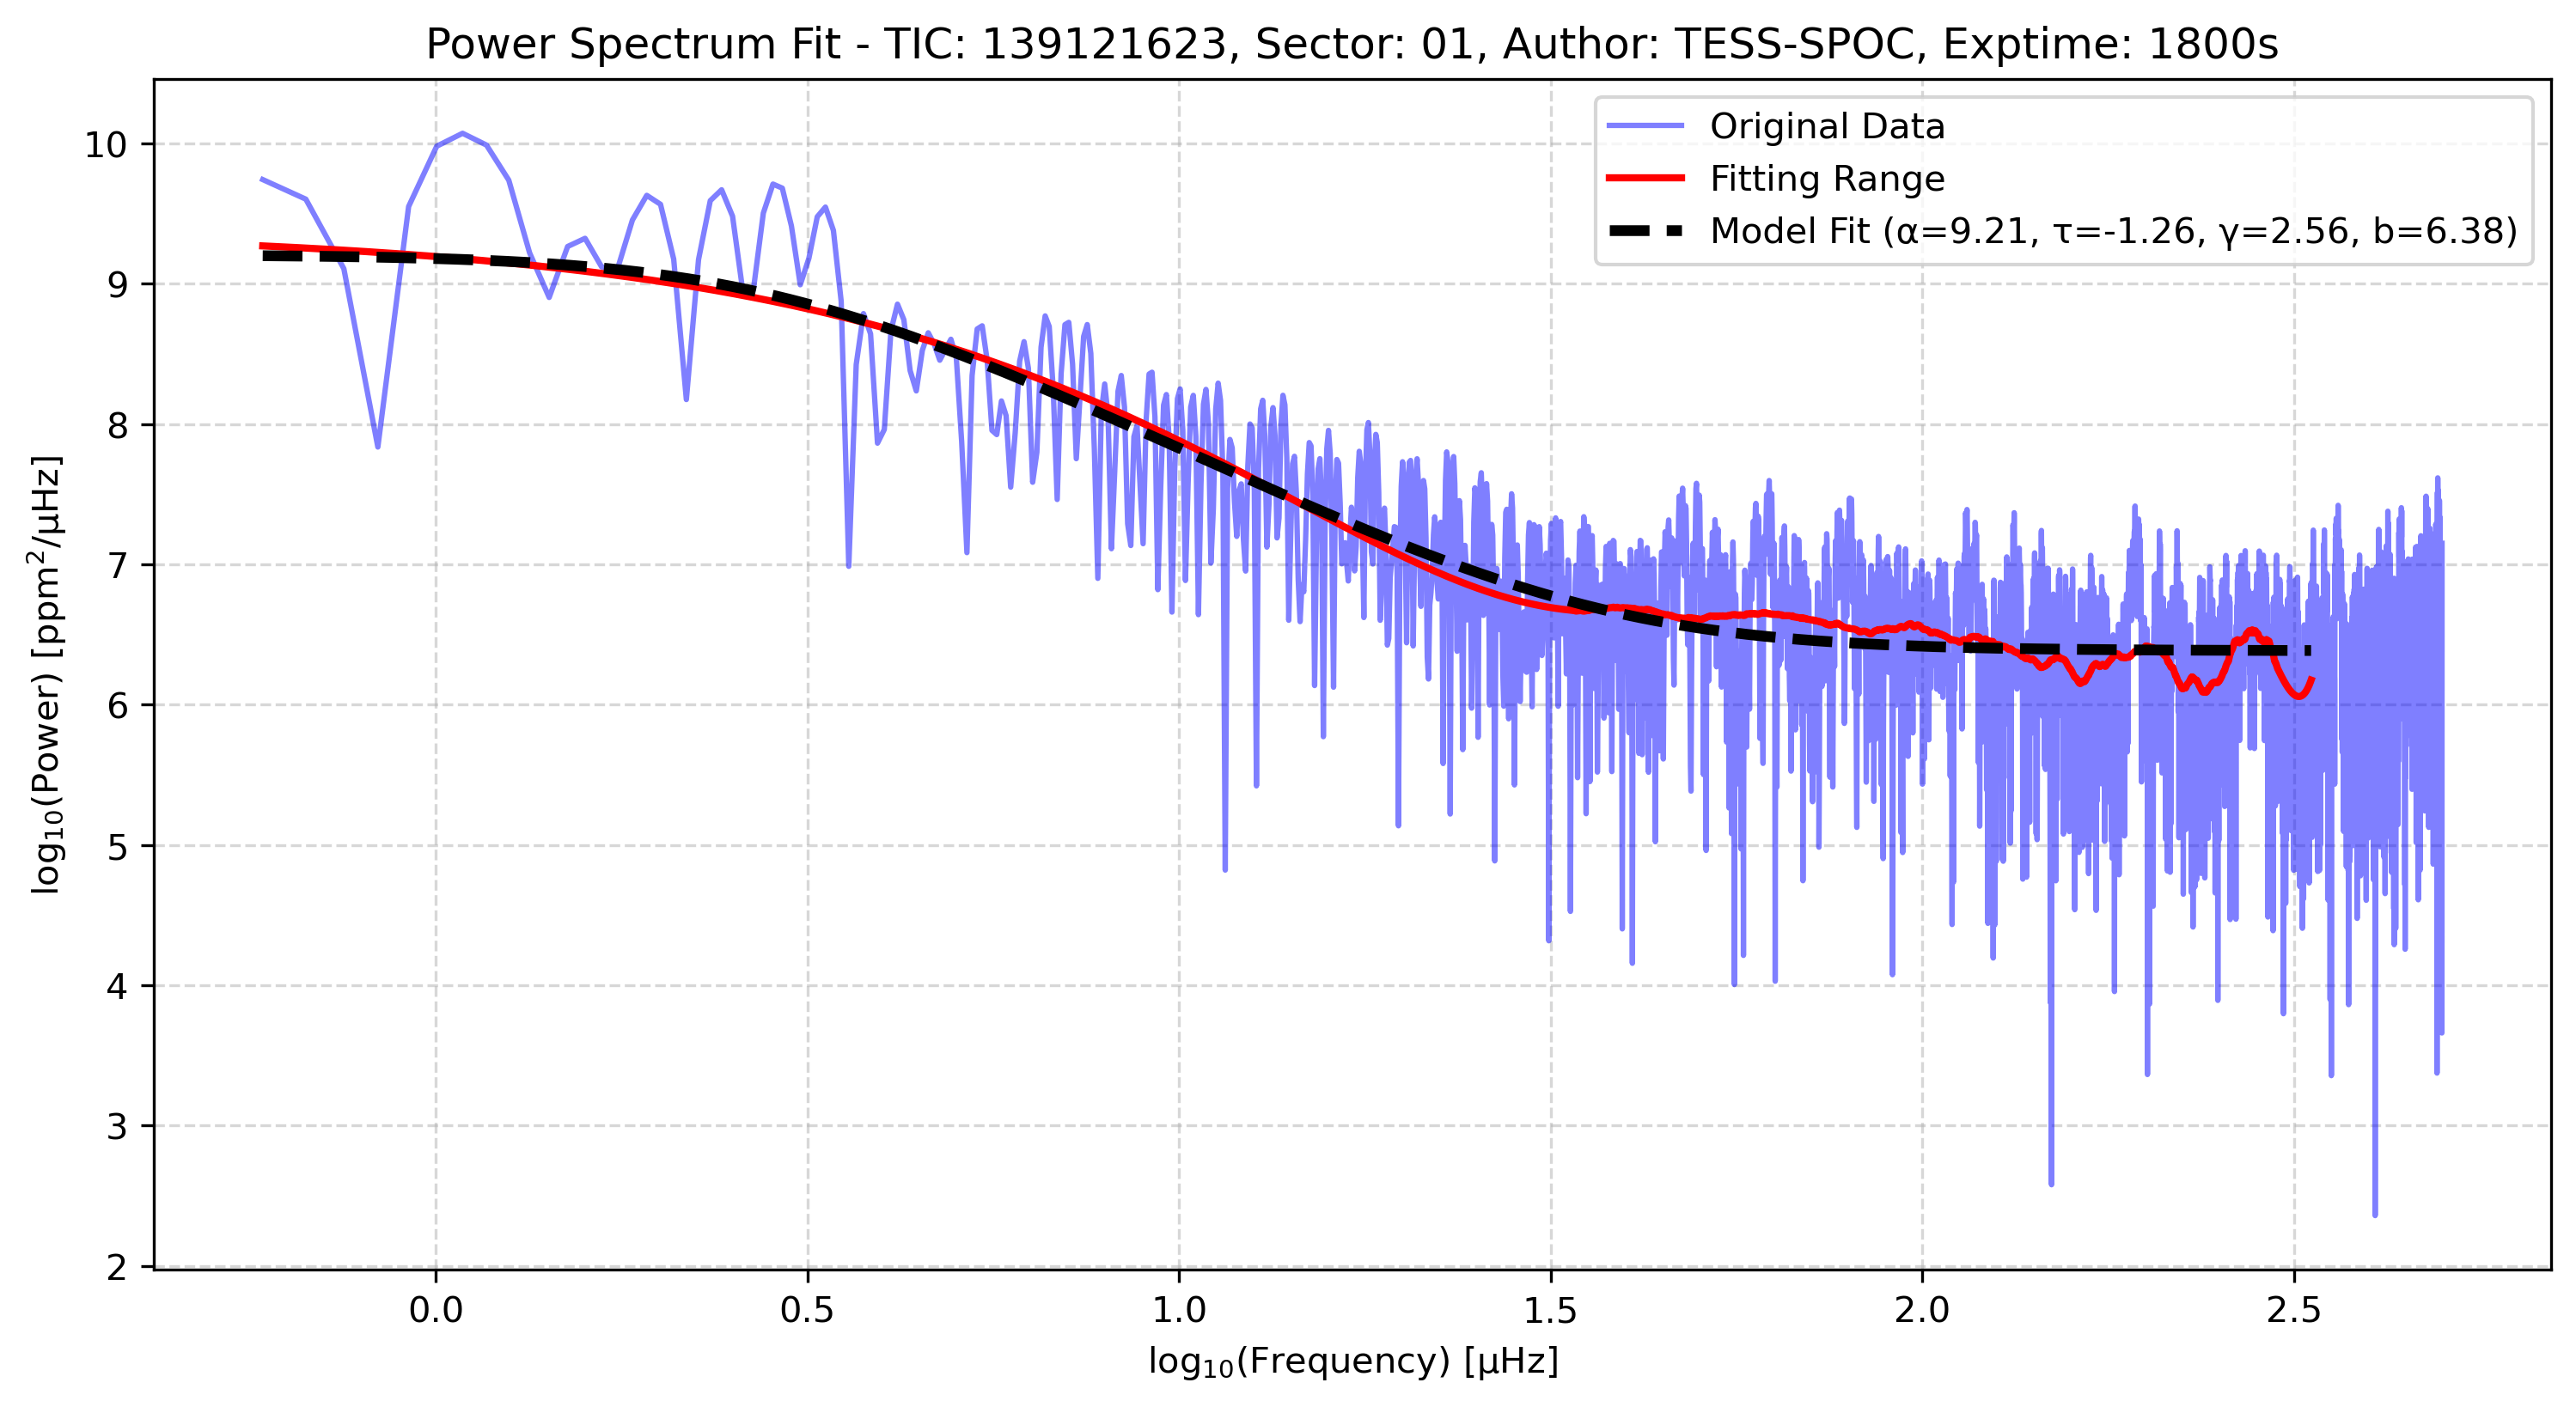 Power Spectrum Fit - TIC: 139121623, Sector: 01, Author: TESS-SPOC, Exptime: 1800s
Original Data
Fitting Range
Model Fit (α=9.21, τ=-1.26, γ=2.56, b=6.38)
log₁₀(Power) [ppm²/μHz]
10
9
8
7
6
5
4
3
2
0.0 0.5 1.0 1.5 2.0 2.5
log₁₀(Frequency) [μHz]